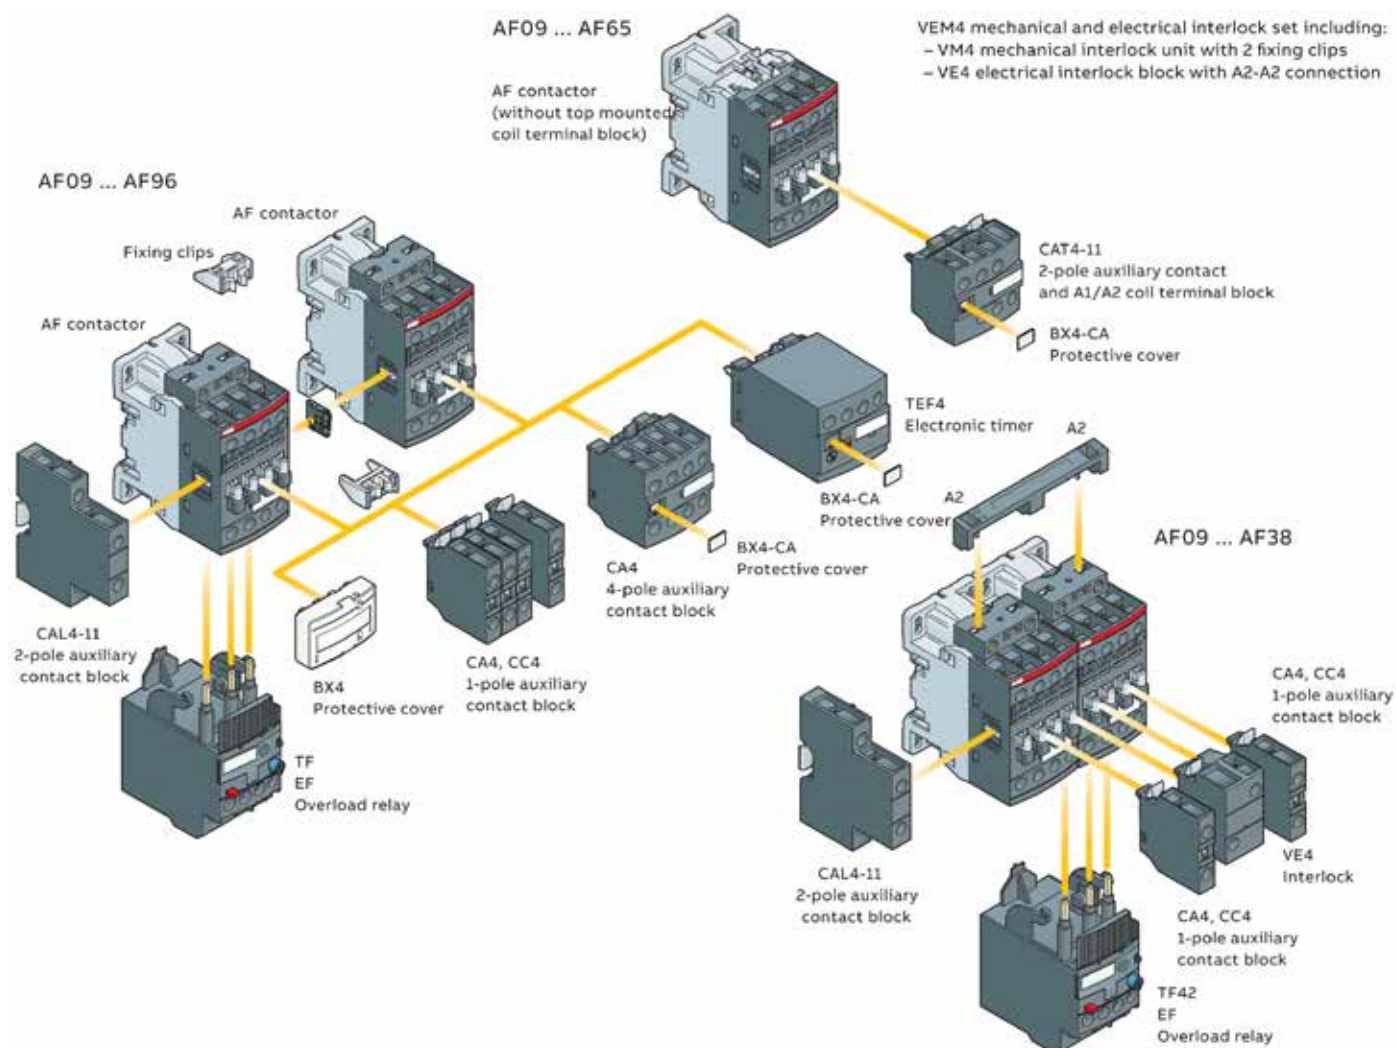 AF09 ... AF65
VEM4 mechanical and electrical interlock set including:
– VM4 mechanical interlock unit with 2 fixing clips
– VE4 electrical interlock block with A2-A2 connection
AF contactor
(without top mounted
coil terminal block)
AF09 ... AF96
AF contactor
Fixing clips
AF contactor
CAT4-11
2-pole auxiliary contact
and A1/A2 coil terminal block
BX4-CA
Protective cover
TEF4
Electronic timer
A2
A2
BX4-CA
Protective cover
AF09 ... AF38
BX4-CA
Protective cover
CA4
4-pole auxiliary
contact block
CAL4-11
2-pole auxiliary
contact block
CA4, CC4
1-pole auxiliary
contact block
BX4
Protective cover
CA4, CC4
1-pole auxiliary
contact block
TF
EF
Overload relay
VE4
Interlock
CAL4-11
2-pole auxiliary
contact block
CA4, CC4
1-pole auxiliary
contact block
TF42
EF
Overload relay